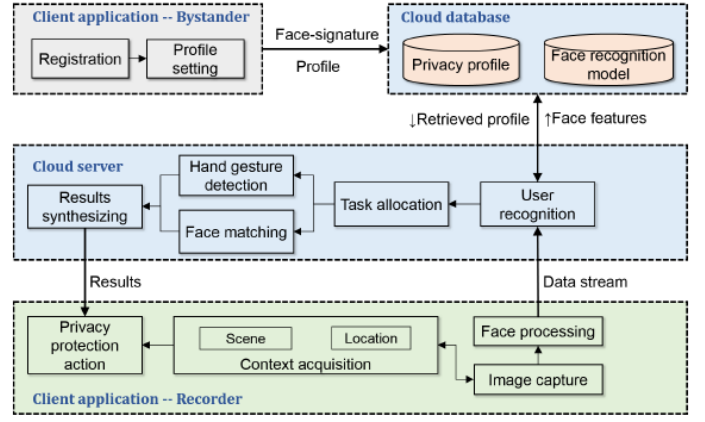 Client application -- Bystander
Registration
Profile
setting
Face-signature
Profile
Cloud database
Privacy profile
Face recognition
model
↓Retrieved profile
↑Face features
Cloud server
Results
synthesizing
Hand gesture
detection
Face matching
Task allocation
User
recognition
Results
Data stream
Privacy
protection
action
Scene
Location
Context acquisition
Face processing
Image capture
Client application -- Recorder